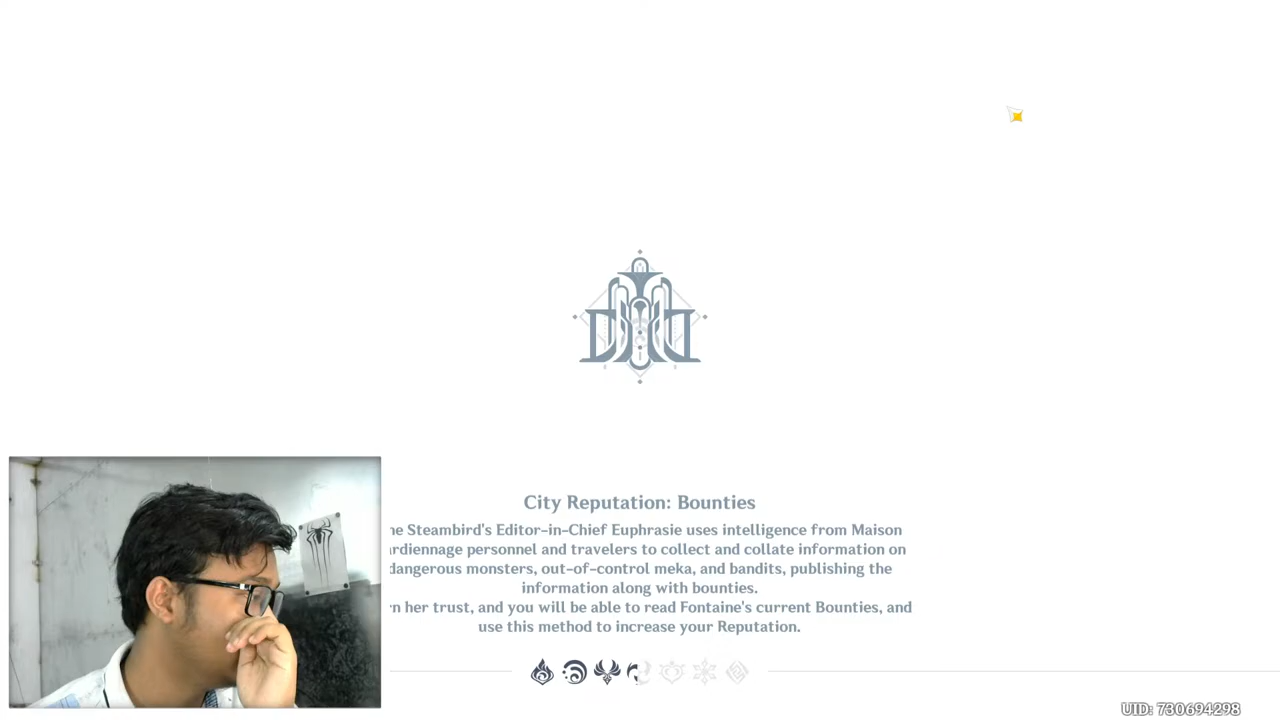 City Reputation: Bounties
he Steambird's Editor-in-Chief Euphrasie uses intelligence from Maison
rdiennage personnel and travelers to collect and collate information on
dangerous monsters, out-of-control meka, and bandits, publishing the
information along with bounties.
rn her trust, and you will be able to read Fontaine's current Bounties, and
use this method to increase your Reputation.
UID: 730694298